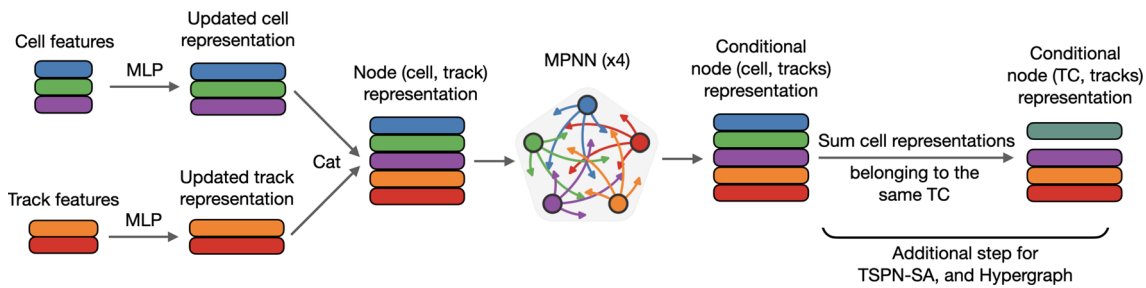 Cell features
MLP
Updated cell
representation
Track features
MLP
Updated track
representation
Cat
Node (cell, track)
representation
MPNN (x4)
Conditional
node (cell, tracks)
representation
Sum cell representations
belonging to the
same TC
Conditional
node (TC, tracks)
representation
Additional step for
TSPN-SA, and Hypergraph